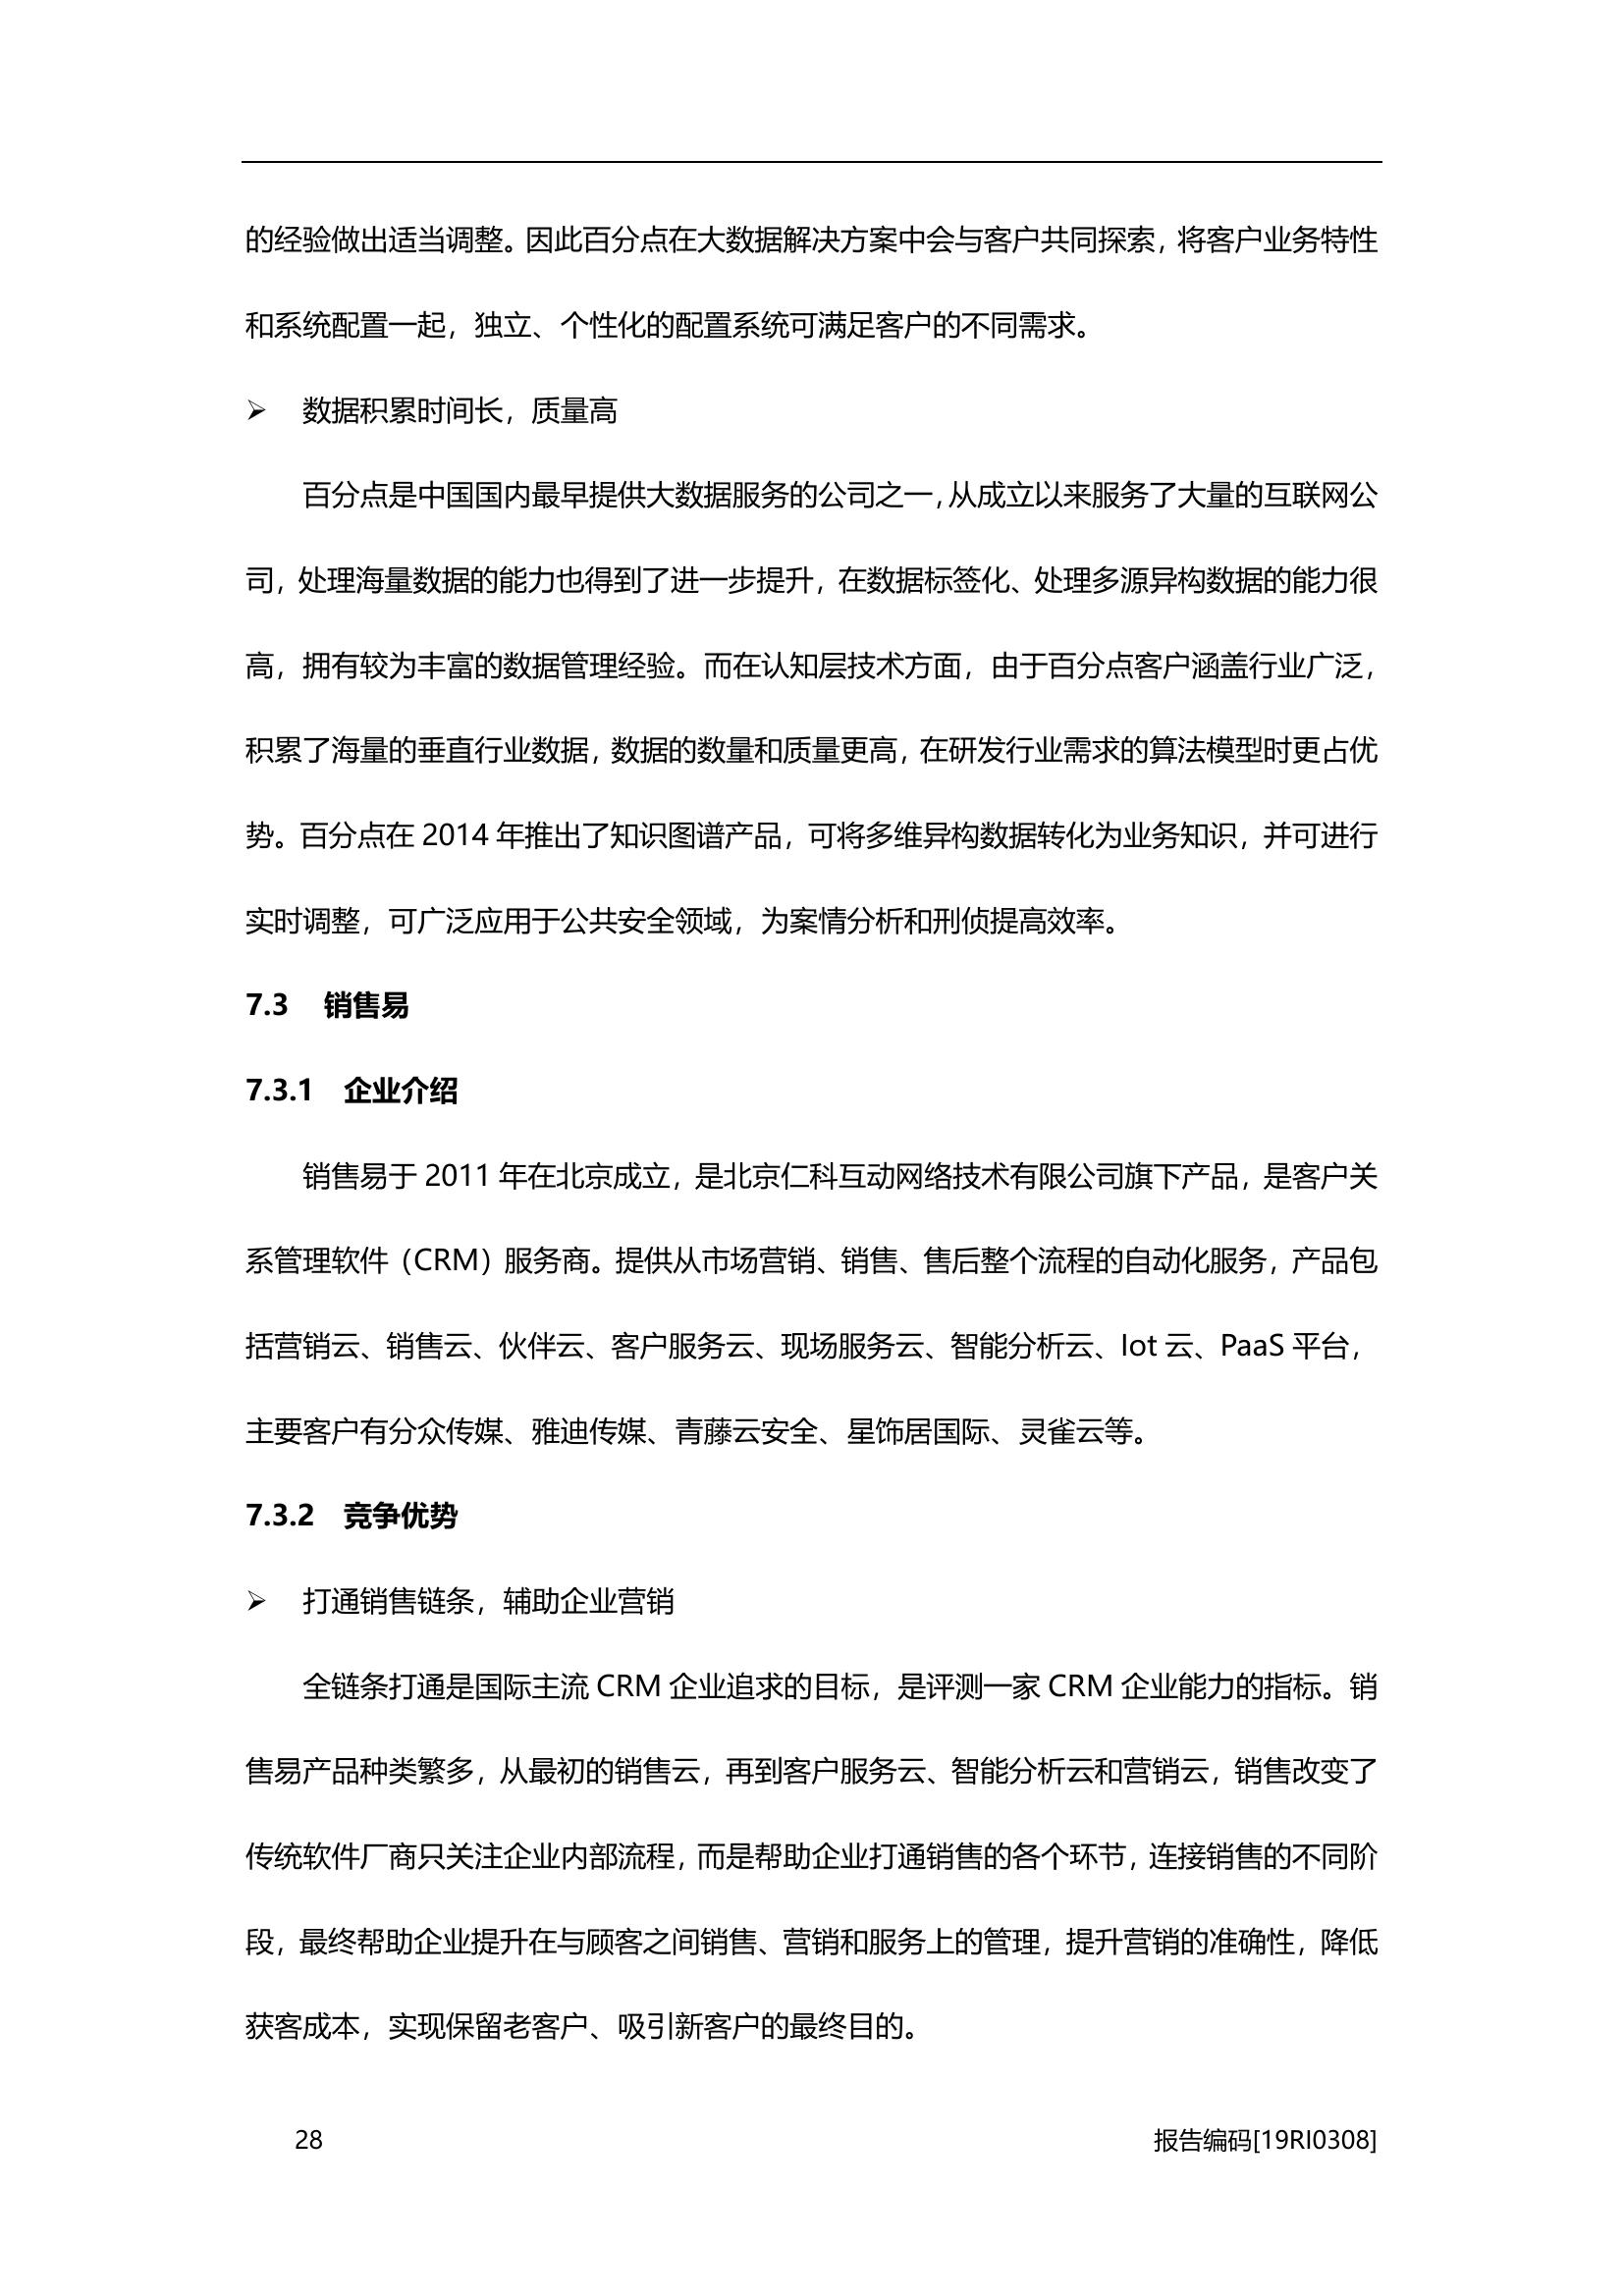 的经验做出适当调整。因此百分点在大数据解决方案中会与客户共同探索，将客户业务特性
和系统配置一起，独立、个性化的配置系统可满足客户的不同需求。
➢ 数据积累时间长，质量高
百分点是中国国内最早提供大数据服务的公司之一，从成立以来服务了大量的互联网公
司，处理海量数据的能力也得到了进一步提升，在数据标签化、处理多源异构数据的能力很
高，拥有较为丰富的数据管理经验。而在认知层技术方面，由于百分点客户涵盖行业广泛，
积累了海量的垂直行业数据，数据的数量和质量更高，在研发行业需求的算法模型时更占优
势。百分点在 2014 年推出了知识图谱产品，可将多维异构数据转化为业务知识，并可进行
实时调整，可广泛应用于公共安全领域，为案情分析和刑侦提高效率。
7.3 销售易
7.3.1 企业介绍
销售易于 2011 年在北京成立，是北京仁科互动网络技术有限公司旗下产品，是客户关
系管理软件（CRM）服务商。提供从市场营销、销售、售后整个流程的自动化服务，产品包
括营销云、销售云、伙伴云、客户服务云、现场服务云、智能分析云、Iot 云、PaaS 平台，
主要客户有分众传媒、雅迪传媒、青藤云安全、星饰居国际、灵雀云等。
7.3.2 竞争优势
➢ 打通销售链条，辅助企业营销
全链条打通是国际主流 CRM 企业追求的目标，是评测一家 CRM 企业能力的指标。销
售易产品种类繁多，从最初的销售云，再到客户服务云、智能分析云和营销云，销售改变了
传统软件厂商只关注企业内部流程，而是帮助企业打通销售的各个环节，连接销售的不同阶
段，最终帮助企业提升在与顾客之间销售、营销和服务上的管理，提升营销的准确性，降低
获客成本，实现保留老客户、吸引新客户的最终目的。
28 报告编码[19RI0308]